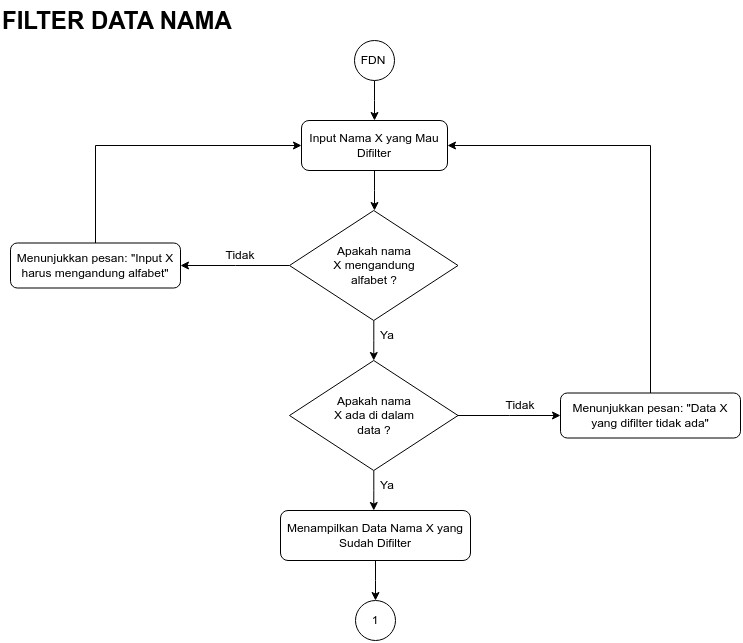 FILTER DATA NAMA
FDN
Input Nama X yang Mau
Difilter
Apakah nama
X mengandung
alfabet ?
Tidak
Menunjukkan pesan: "Input X
harus mengandung alfabet"
Ya
Apakah nama
X ada di dalam
data ?
Tidak
Menunjukkan pesan: "Data X
yang difilter tidak ada"
Ya
Menampilkan Data Nama X yang
Sudah Difilter
1